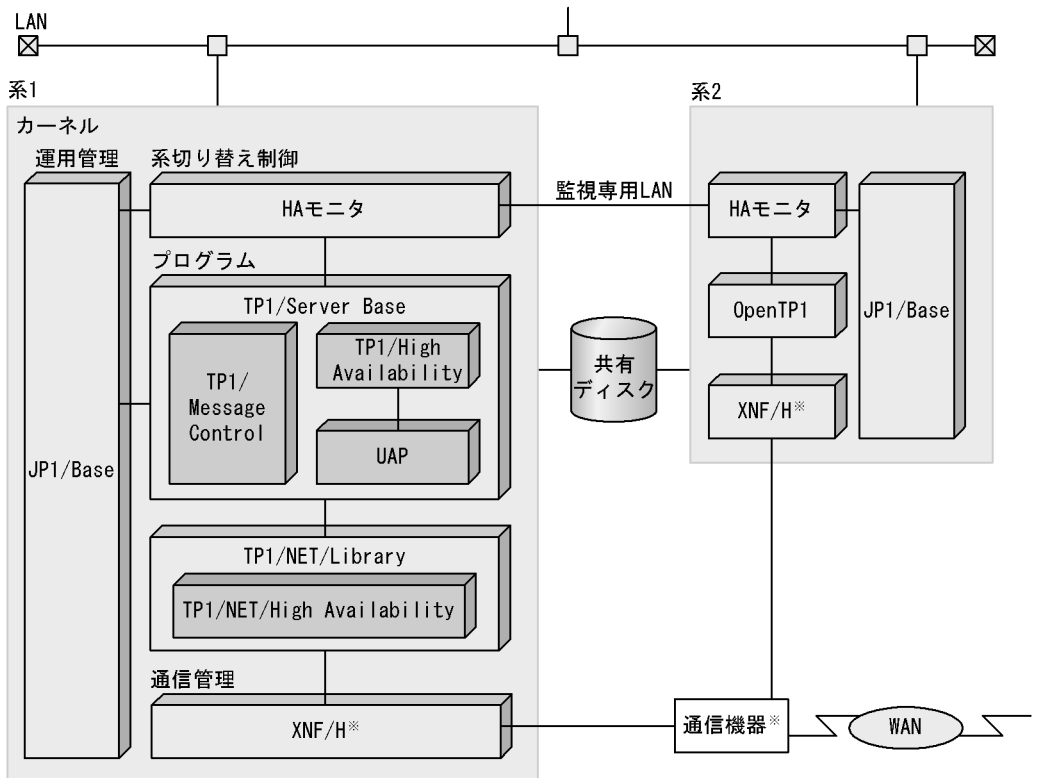 LAN
系1
系2
カーネル
運用管理
系切り替え制御
HAモニタ
監視専用LAN
HAモニタ
プログラム
TP1/Server Base
TP1/
Message
Control
TP1/High
Availability
UAP
JP1/Base
共有
ディスク
OpenTP1
JP1/Base
XNF/H※
TP1/NET/Library
TP1/NET/High Availability
通信管理
XNF/H※
通信機器※
WAN